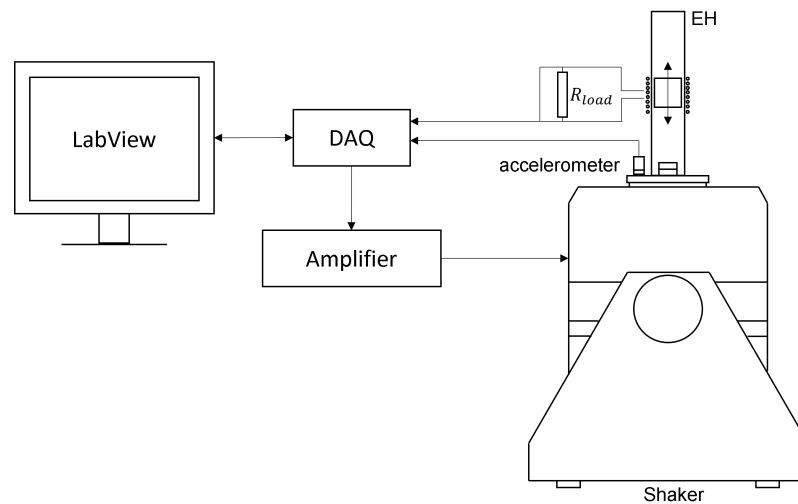 EH
R_load
LabView
DAQ
accelerometer
Amplifier
Shaker